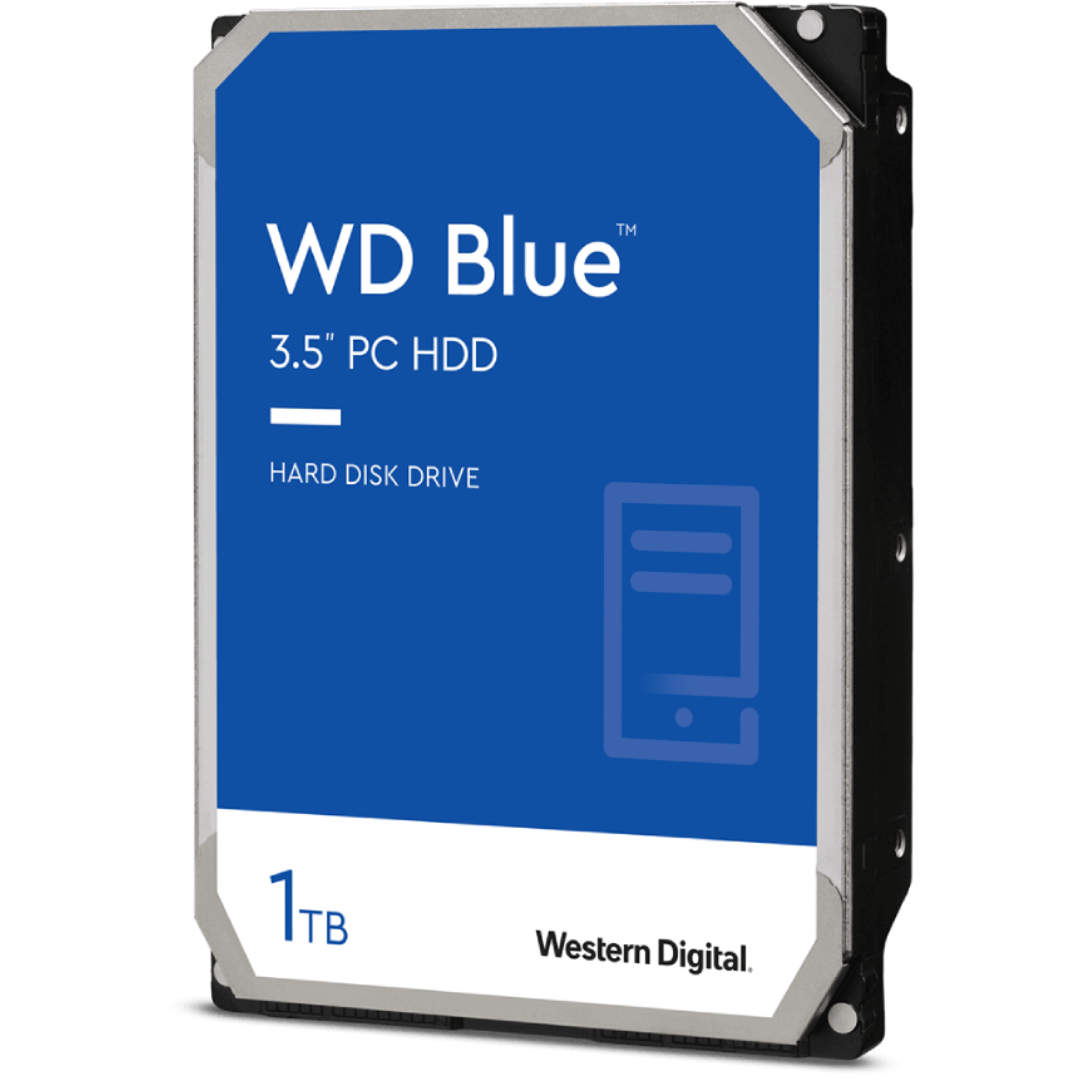 WD Blue™
3.5" PC HDD
HARD DISK DRIVE
1TB
Western Digital.